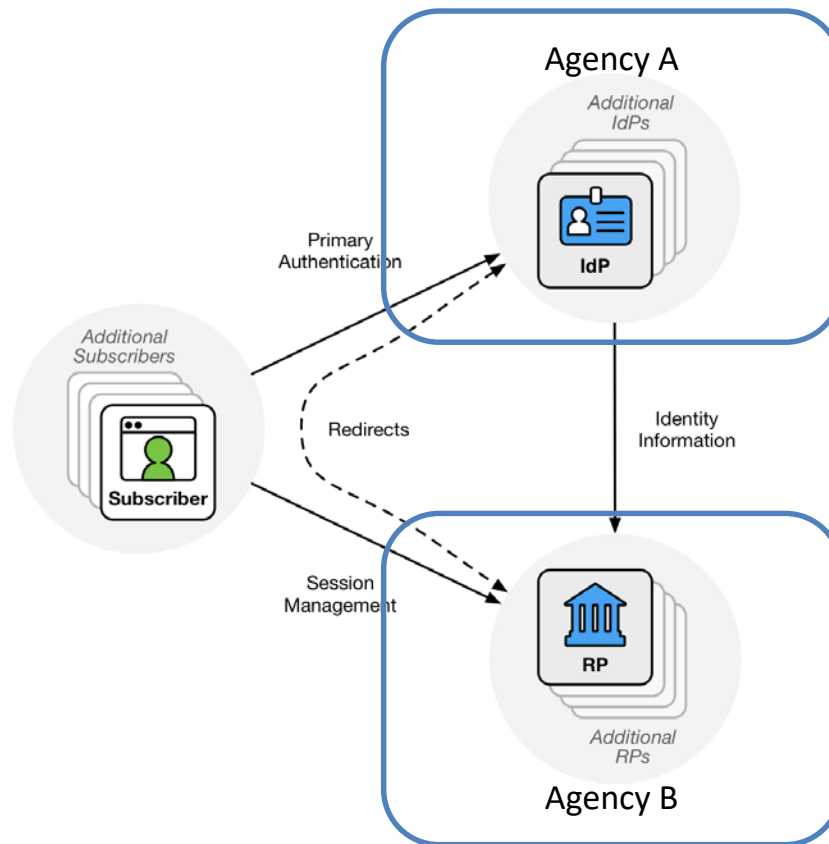 Agency A
Additional
IdPs
IdP
Primary
Authentication
Additional
Subscribers
Subscriber
Redirects
Identity
Information
Session
Management
RP
Additional
RPs
Agency B